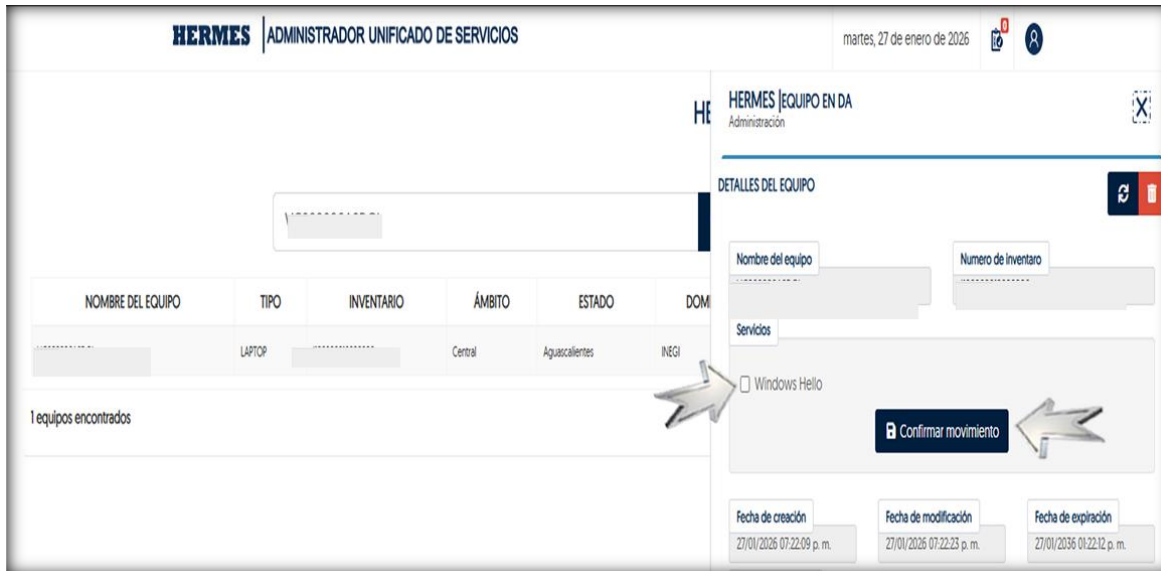 HERMES | ADMINISTRADOR UNIFICADO DE SERVICIOS
martes, 27 de enero de 2026
0
HE
HERMES |EQUIPO EN DA
Administración
DETALLES DEL EQUIPO
Nombre del equipo
Numero de inventaro
NOMBRE DEL EQUIPO TIPO INVENTARIO ÁMBITO ESTADO DOMI
Servicios
LAPTOP Central Aguascalientes INEGI
Windows Hello
1 equipos encontrados
Confirmar movimiento
Fecha de creación Fecha de modificación Fecha de expiración
27/01/2026 07:22:09 p. m. 27/01/2026 07:22:23 p. m. 27/01/2036 01:22:12 p. m.